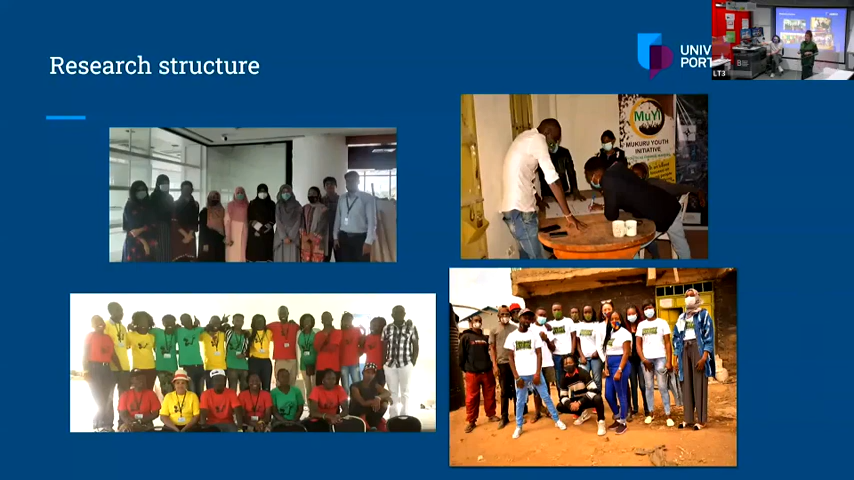 Research structure
UNIV
PORT
LT3
MuYI
MUKURU YOUTH
INITIATIVE